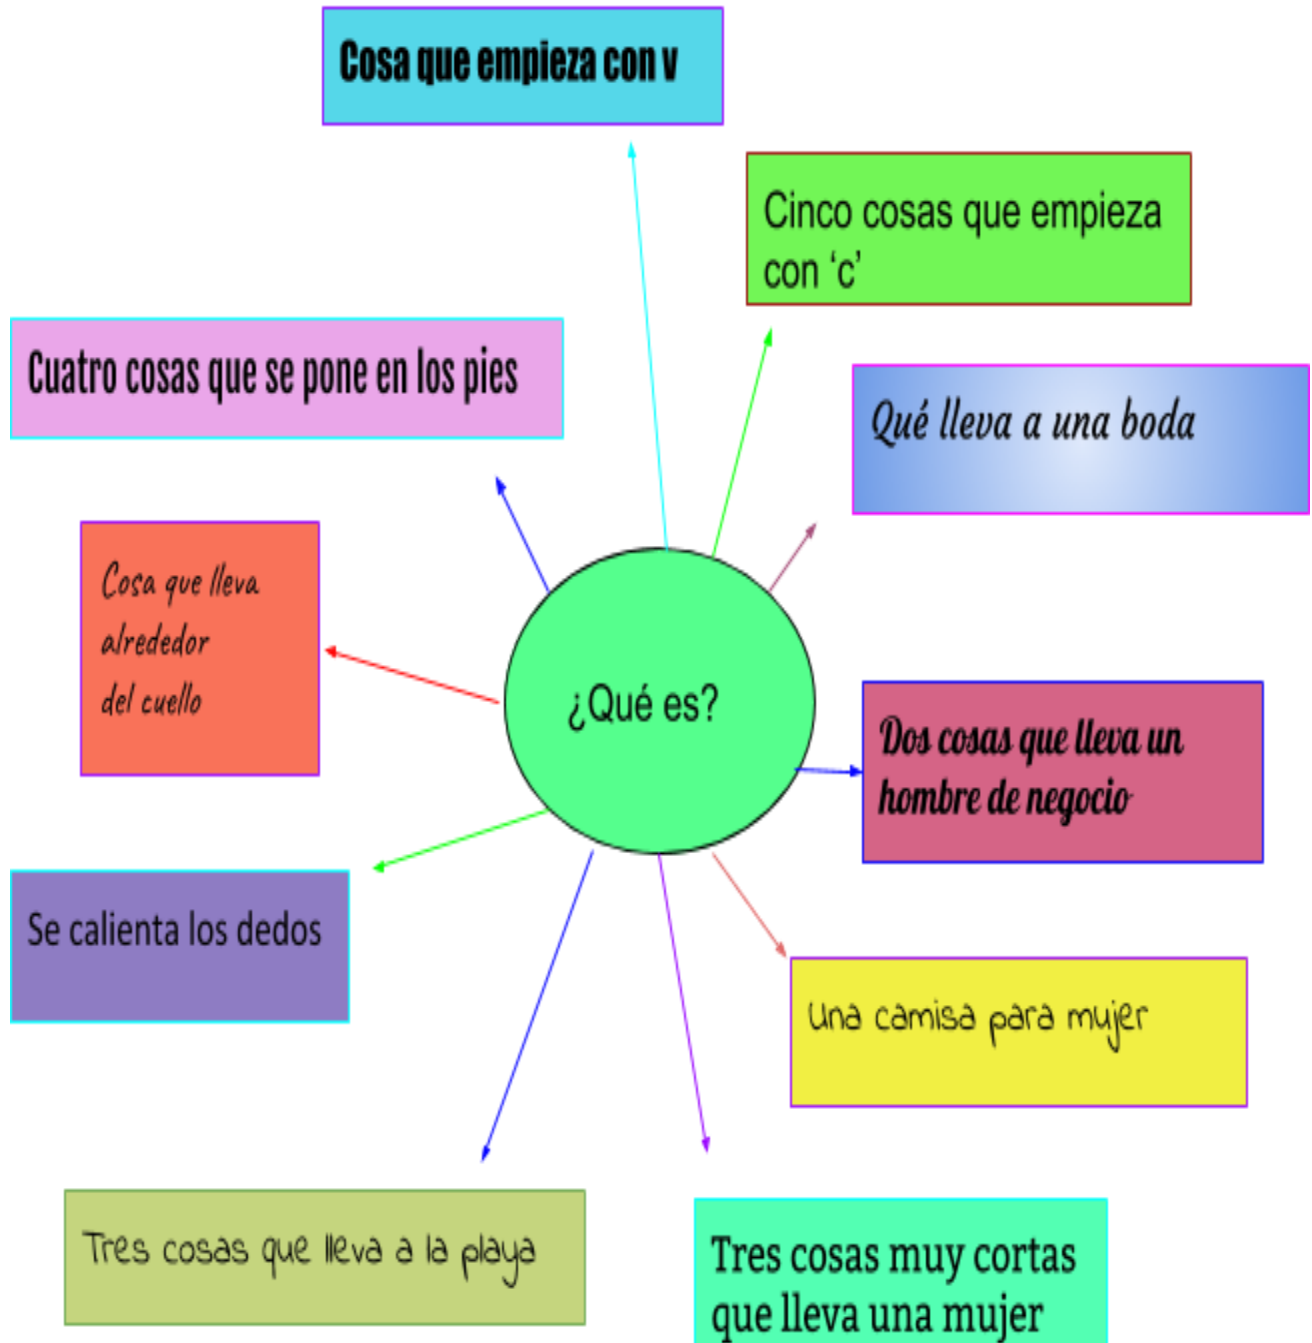 Cosa que empieza con v
Cinco cosas que empieza
con ‘c’
Cuatro cosas que se pone en los pies
Qué lleva a una boda
Cosa que lleva
alrededor
del cuello
¿Qué es?
Dos cosas que lleva un
hombre de negocio
Se calienta los dedos
Una camisa para mujer
Tres cosas que lleva a la playa
Tres cosas muy cortas
que lleva una mujer